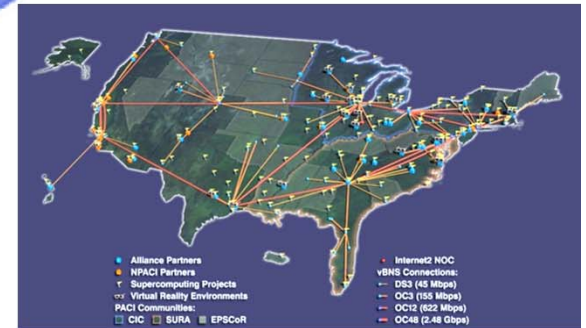 Alliance Partners
NPACI Partners
Supercomputing Projects
Virtual Reality Environments
PACI Communities:
CIC SURA EPSCoR
Internet2 NOC
vBNS Connections:
DS3 (45 Mbps)
OC3 (155 Mbps)
OC12 (622 Mbps)
OC48 (2.48 Gbps)